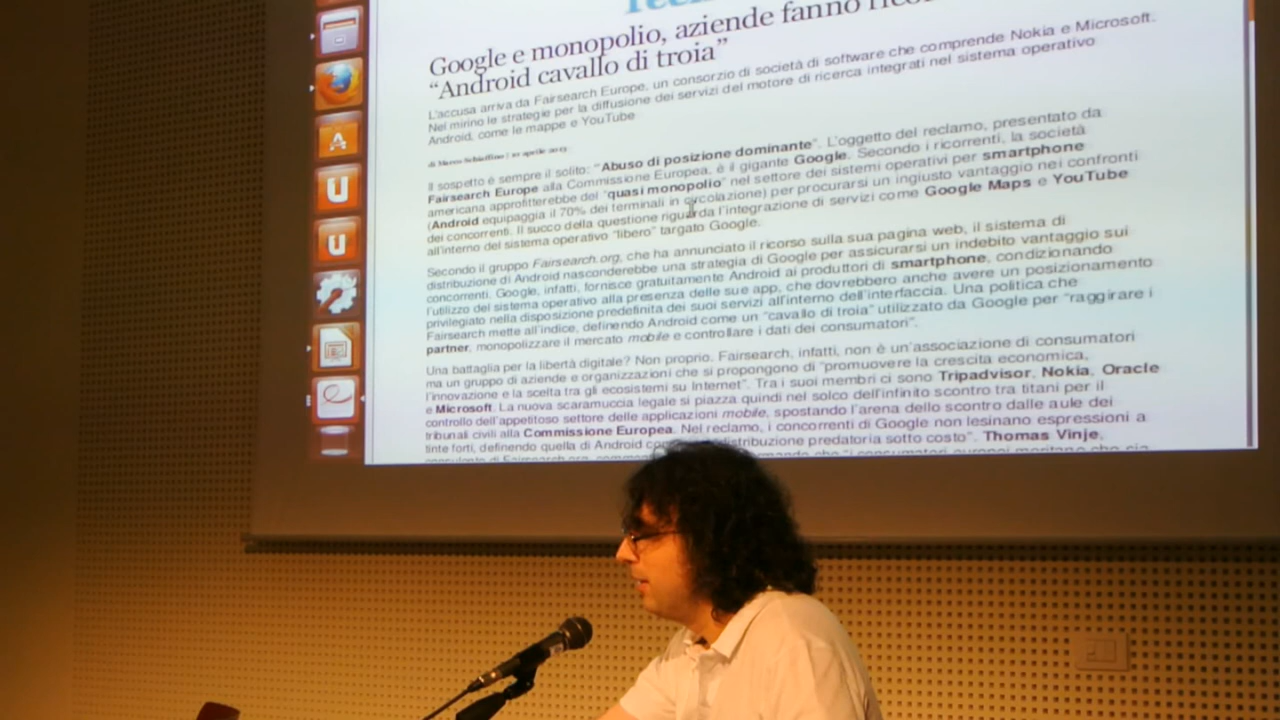 Google e monopolio, aziende fanno
“Android cavallo di troia”
L'accusa arriva da Fairsearch Europe, un consorzio di società di software che comprende Nokia e Microsoft.
Nel mirino le strategie per la diffusione dei servizi del motore di ricerca integrati nel sistema operativo
Android, come le mappe e YouTube
di Marco Schiaffino | 10 aprile 2013
Il sospetto è sempre il solito: “Abuso di posizione dominante”. L'oggetto del reclamo, presentato da
Fairsearch Europe alla Commissione Europea, è il gigante Google. Secondo i ricorrenti, la società
americana approfitterebbe del “quasi monopolio” nel settore dei sistemi operativi per smartphone
(Android equipaggia il 70% dei terminali in circolazione) per procurarsi un ingiusto vantaggio nei confronti
dei concorrenti. Il succo della questione riguarda l'integrazione di servizi come Google Maps e YouTube
all'interno del sistema operativo “libero” targato Google.
Secondo il gruppo Fairsearch.org, che ha annunciato il ricorso sulla sua pagina web, il sistema di
distribuzione di Android nasconderebbe una strategia di Google per assicurarsi un indebito vantaggio sui
concorrenti. Google, infatti, fornisce gratuitamente Android ai produttori di smartphone, condizionando
l'utilizzo del sistema operativo alla presenza delle sue app, che dovrebbero anche avere un posizionamento
privilegiato nella disposizione predefinita dei suoi servizi all'interno dell'interfaccia. Una politica che
Fairsearch mette all'indice, definendo Android come un “cavallo di troia” utilizzato da Google per “raggirare i
partner, monopolizzare il mercato mobile e controllare i dati dei consumatori”.
Una battaglia per la libertà digitale? Non proprio. Fairsearch, infatti, non è un'associazione di consumatori
ma un gruppo di aziende e organizzazioni che si propongono di “promuovere la crescita economica,
l'innovazione e la scelta tra gli ecosistemi su Internet”. Tra i suoi membri ci sono Tripadvisor, Nokia, Oracle
e Microsoft. La nuova scaramuccia legale si piazza quindi nel solco dell'infinito scontro tra titani per il
controllo dell'appetitoso settore delle applicazioni mobile, spostando l'arena dello scontro dalle aule dei
tribunali civili alla Commissione Europea. Nel reclamo, i concorrenti di Google non lesinano espressioni a
tinte forti, definendo quella di Android distribuzione predatoria sotto costo”. Thomas Vinje,